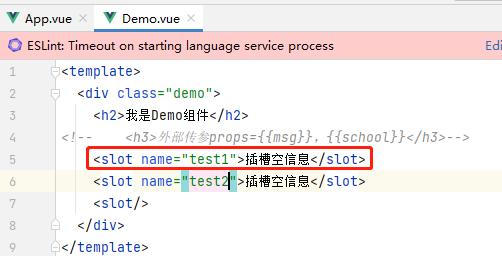 App.vue × Demo.vue ×
ESLint: Timeout on starting language service process Edi
1 <template>
2 <div class="demo">
3 <h2>我是Demo组件</h2>
4 <!-- <h3>外部传参props={{msg}}, {{school}}</h3>-->
5 <slot name="test1">插槽空信息</slot>
6 <slot name="test2">插槽空信息</slot>
7 <slot/>
8 </div>
9 </template>